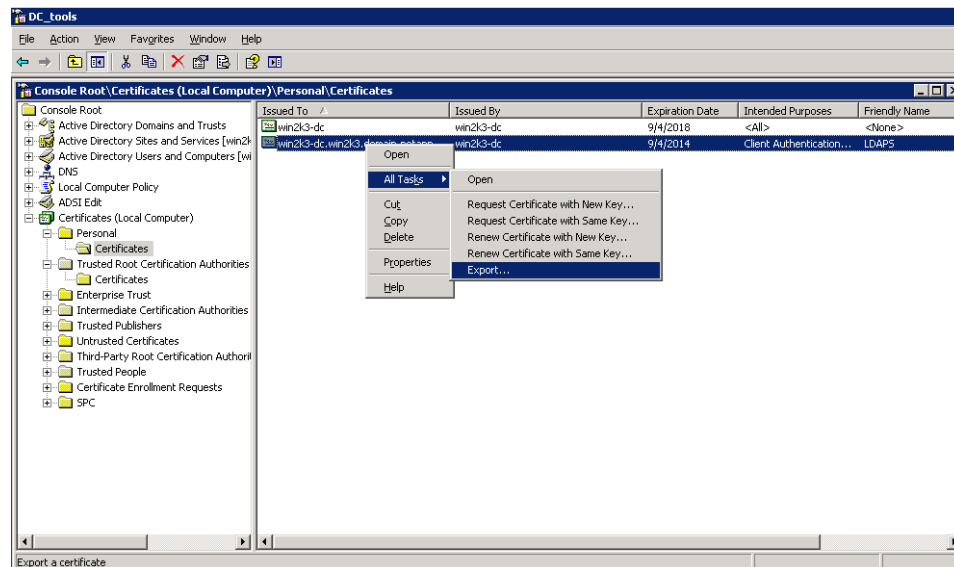 DC_tools
File Action View Favorites Window Help
Console Root\Certificates (Local Computer)\Personal\Certificates
Console Root
Active Directory Domains and Trusts
Active Directory Sites and Services [win2k
Active Directory Users and Computers [wi
DNS
Local Computer Policy
ADSI Edit
Certificates (Local Computer)
Personal
Certificates
Trusted Root Certification Authorities
Certificates
Enterprise Trust
Intermediate Certification Authorities
Trusted Publishers
Untrusted Certificates
Third-Party Root Certification Authori
Trusted People
Certificate Enrollment Requests
SPC
Issued To Issued By Expiration Date Intended Purposes Friendly Name
win2k3-dc win2k3-dc 9/4/2018 <All> <None>
win2k3-dc.win2k3.domain.netapp win2k3-dc 9/4/2014 Client Authentication... LDAPS
Open
All Tasks
Cut
Copy
Delete
Properties
Help
Open
Request Certificate with New Key...
Request Certificate with Same Key...
Renew Certificate with New Key...
Renew Certificate with Same Key...
Export...
Export a certificate